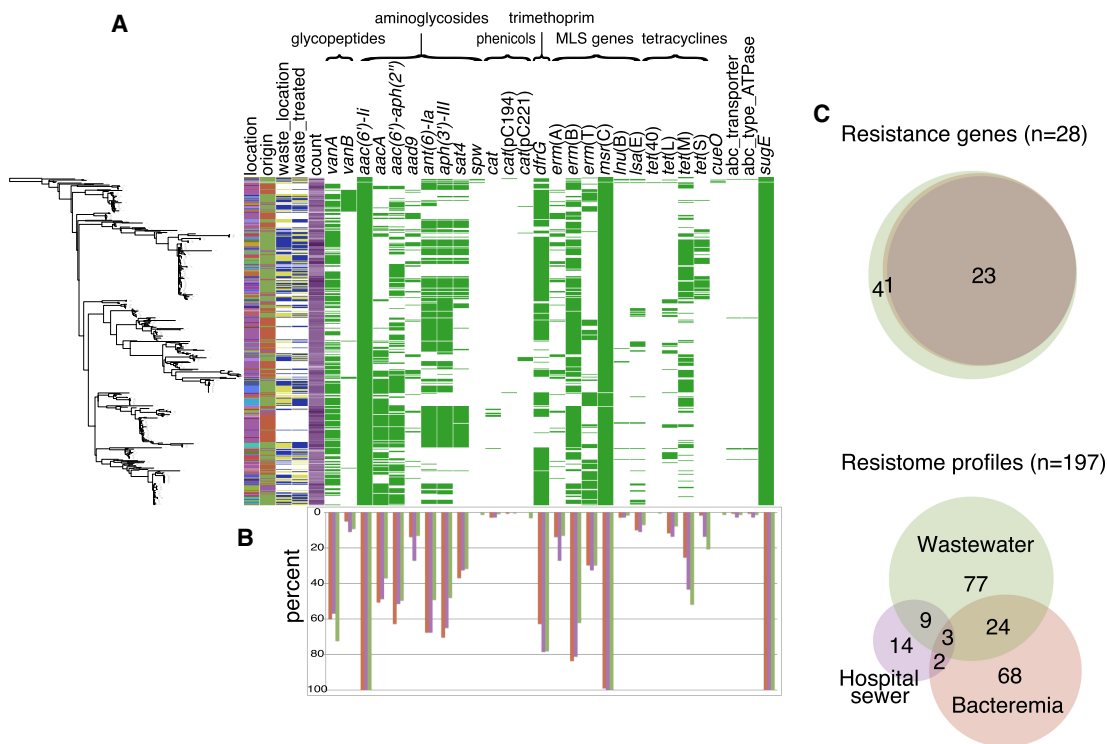 A
aminoglycosides
trimethoprim
glycopeptides
phenicols
MLS genes
tetracyclines
location
origin
waste_location
waste_treated
count
vanA
vanB
aac(6')-Ii
aacA
aac(6')-aph(2'')
aad9
ant(6)-Ia
aph(3')-III
sat4
spw
cat
cat(pC194)
cat(pC221)
dfrG
erm(A)
erm(B)
erm(T)
msr(C)
lnu(B)
lsa(E)
tet(40)
tet(L)
tet(M)
tet(S)
cueO
abc_transporter
abc_type_ATPase
sugE
B
percent
0
20
40
60
80
100
C
Resistance genes (n=28)
4
1
23
Resistome profiles (n=197)
Wastewater
77
9
3
24
14
2
Hospital
sewer
68
Bacteremia